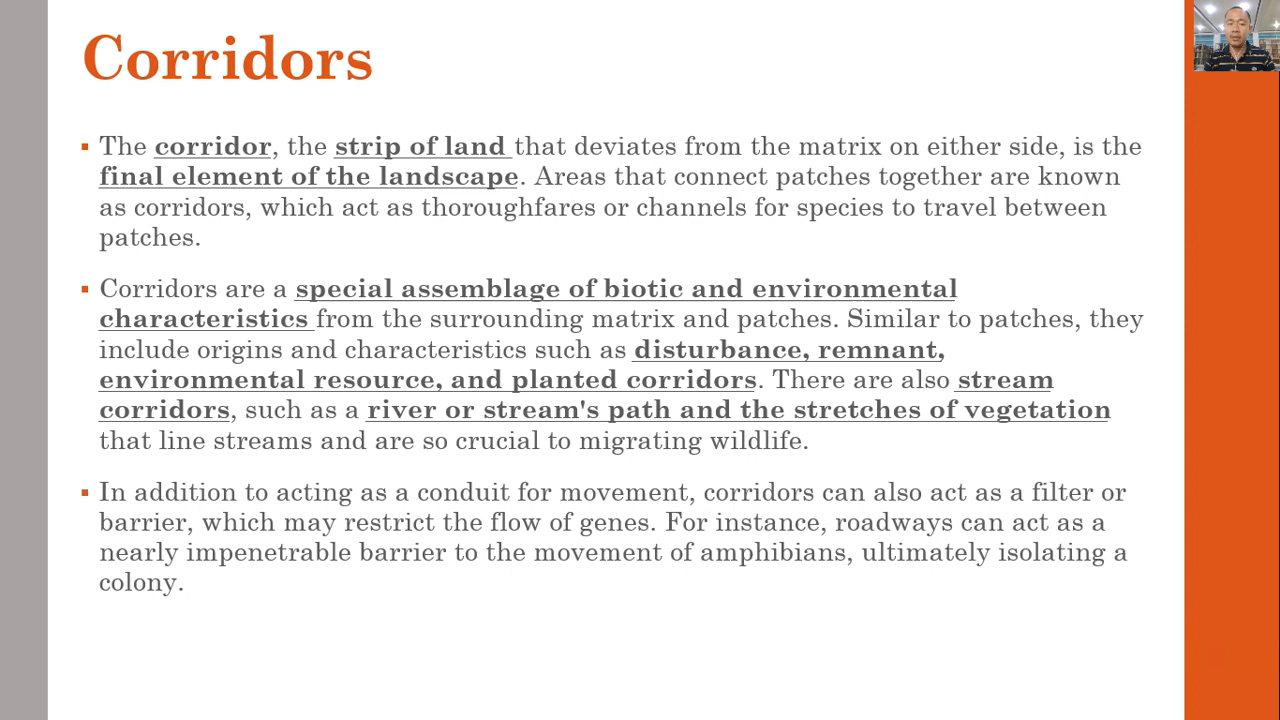 Corridors
The corridor, the strip of land that deviates from the matrix on either side, is the
final element of the landscape. Areas that connect patches together are known
as corridors, which act as thoroughfares or channels for species to travel between
patches.
Corridors are a special assemblage of biotic and environmental
characteristics from the surrounding matrix and patches. Similar to patches, they
include origins and characteristics such as disturbance, remnant,
environmental resource, and planted corridors. There are also stream
corridors, such as a river or stream's path and the stretches of vegetation
that line streams and are so crucial to migrating wildlife.
In addition to acting as a conduit for movement, corridors can also act as a filter or
barrier, which may restrict the flow of genes. For instance, roadways can act as a
nearly impenetrable barrier to the movement of amphibians, ultimately isolating a
colony.